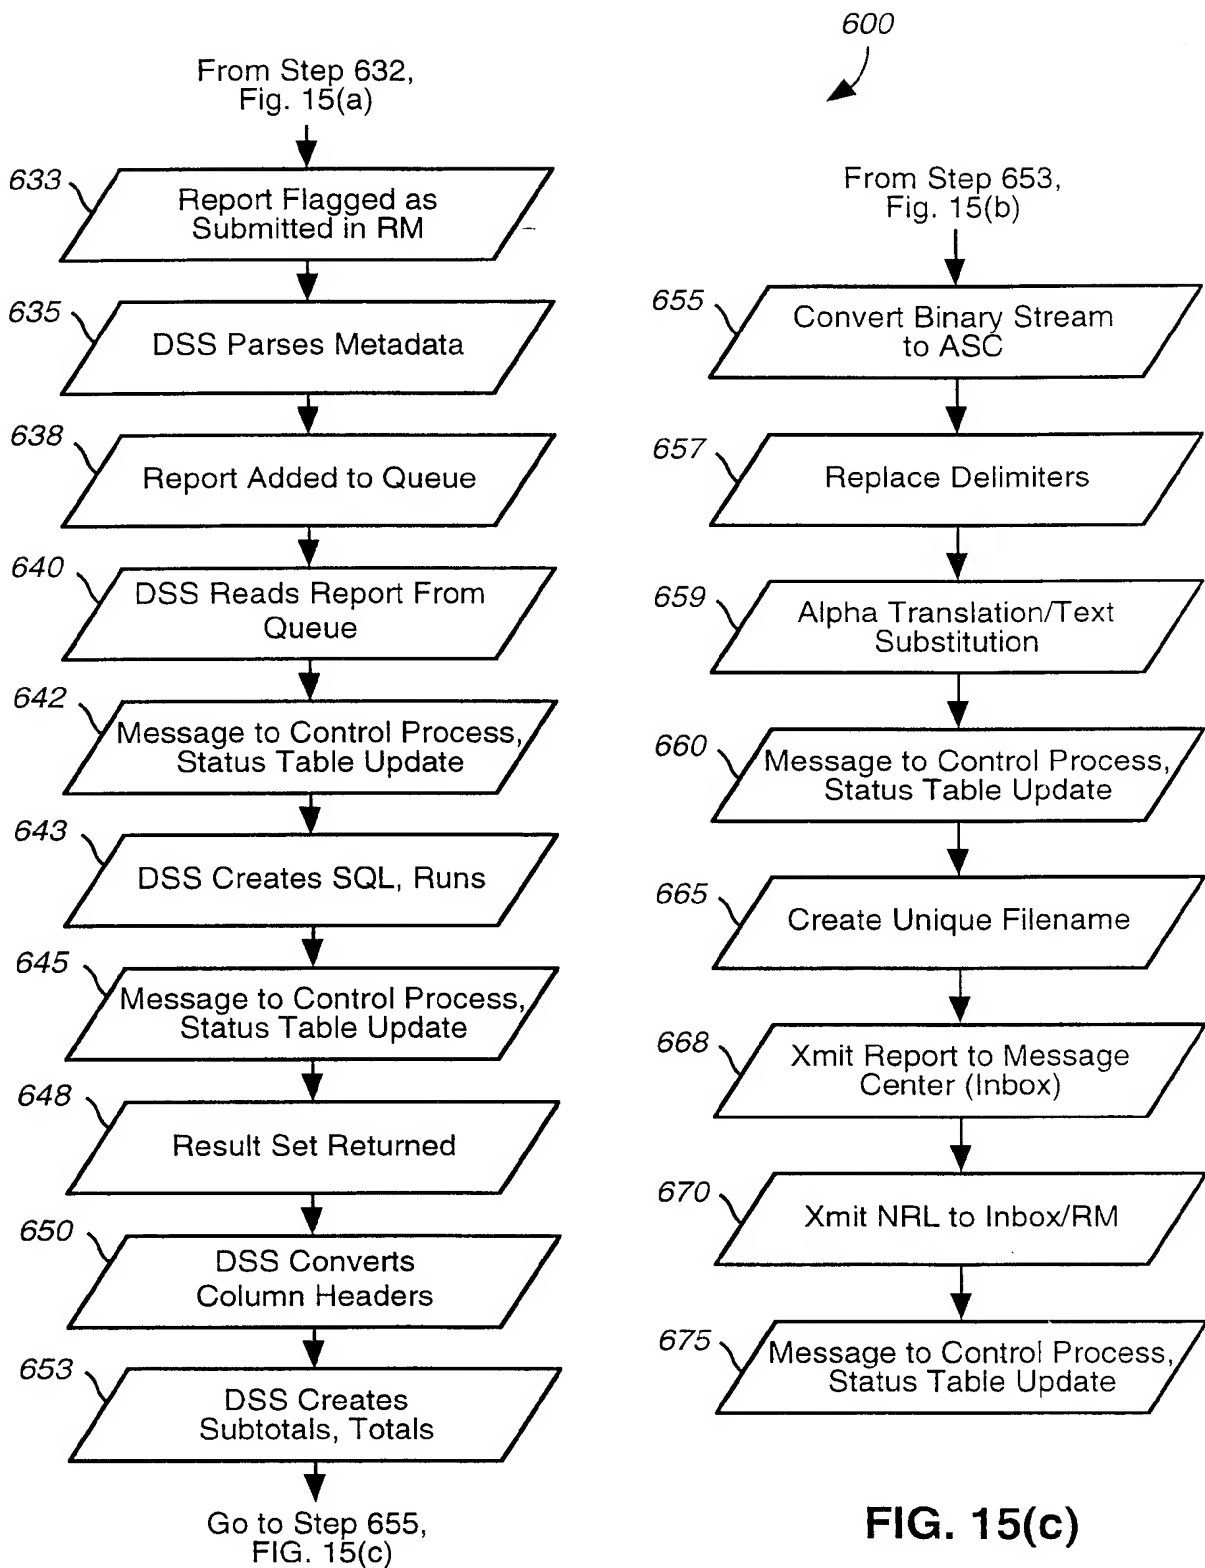 600
From Step 632,
Fig. 15(a)
633
Report Flagged as
Submitted in RM
635
DSS Parses Metadata
638
Report Added to Queue
640
DSS Reads Report From
Queue
642
Message to Control Process,
Status Table Update
643
DSS Creates SQL, Runs
645
Message to Control Process,
Status Table Update
648
Result Set Returned
650
DSS Converts
Column Headers
653
DSS Creates
Subtotals, Totals
Go to Step 655,
FIG. 15(c)
From Step 653,
Fig. 15(b)
655
Convert Binary Stream
to ASC
657
Replace Delimiters
659
Alpha Translation/Text
Substitution
660
Message to Control Process,
Status Table Update
665
Create Unique Filename
668
Xmit Report to Message
Center (Inbox)
670
Xmit NRL to Inbox/RM
675
Message to Control Process,
Status Table Update
FIG. 15(c)